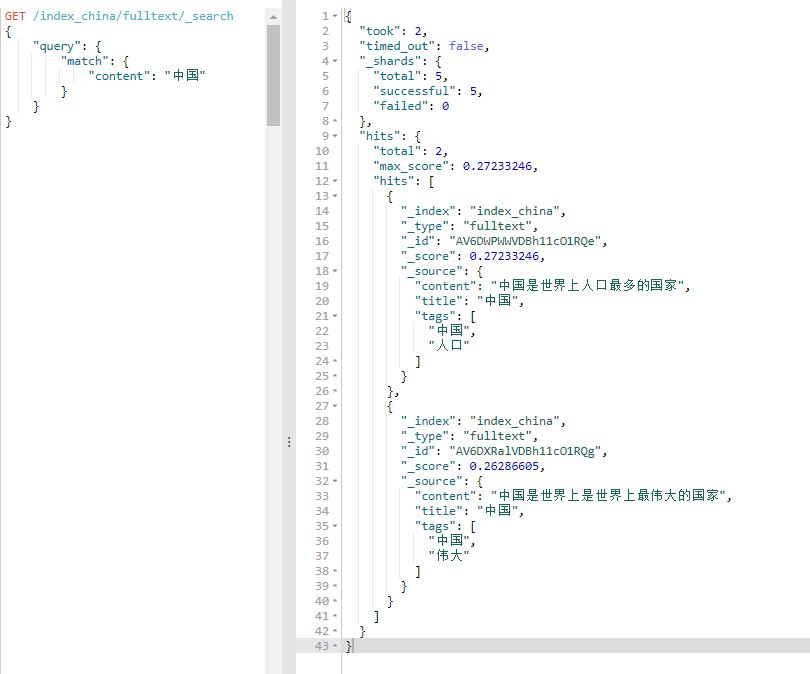 GET /index_china/fulltext/_search
{
    "query": {
        "match": {
            "content": "中国"
        }
    }
}
1 {
2   "took": 2,
3   "timed_out": false,
4   "_shards": {
5     "total": 5,
6     "successful": 5,
7     "failed": 0
8   },
9   "hits": {
10     "total": 2,
11     "max_score": 0.27233246,
12     "hits": [
13       {
14         "_index": "index_china",
15         "_type": "fulltext",
16         "_id": "AV6DWPWWVDBh11cO1RQe",
17         "_score": 0.27233246,
18         "_source": {
19           "content": "中国是世界上人口最多的国家",
20           "title": "中国",
21           "tags": [
22             "中国",
23             "人口"
24           ]
25         }
26       },
27       {
28         "_index": "index_china",
29         "_type": "fulltext",
30         "_id": "AV6DXRalVDBh11cO1RQg",
31         "_score": 0.26286605,
32         "_source": {
33           "content": "中国是世界上是世界上最伟大的国家",
34           "title": "中国",
35           "tags": [
36             "中国",
37             "伟大"
38           ]
39         }
40       }
41     ]
42   }
43 }